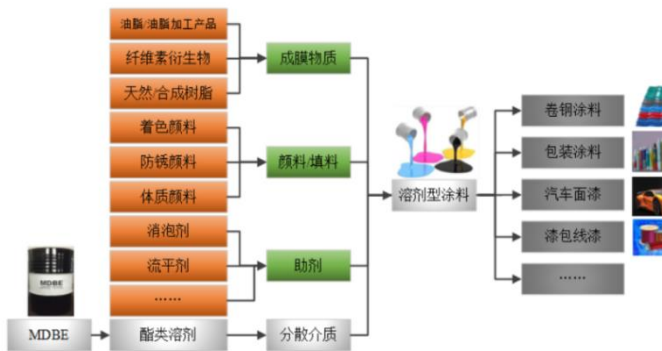 油脂/油脂加工产品
纤维素衍生物
天然/合成树脂
成膜物质
着色颜料
防锈颜料
体质颜料
颜料/填料
消泡剂
流平剂
……
助剂
MDBE
MDBE
酯类溶剂
分散介质
溶剂型涂料
卷钢涂料
包装涂料
汽车面漆
漆包线漆
……